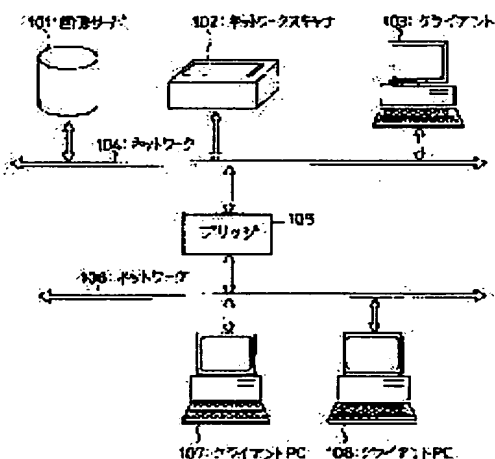 101:画像サーバ
102:ネットワークスキャナ
103:クライアント
104:ネットワーク
ブリッジ
105
106:ネットワーク
107:クライアントPC
108:クライアントPC